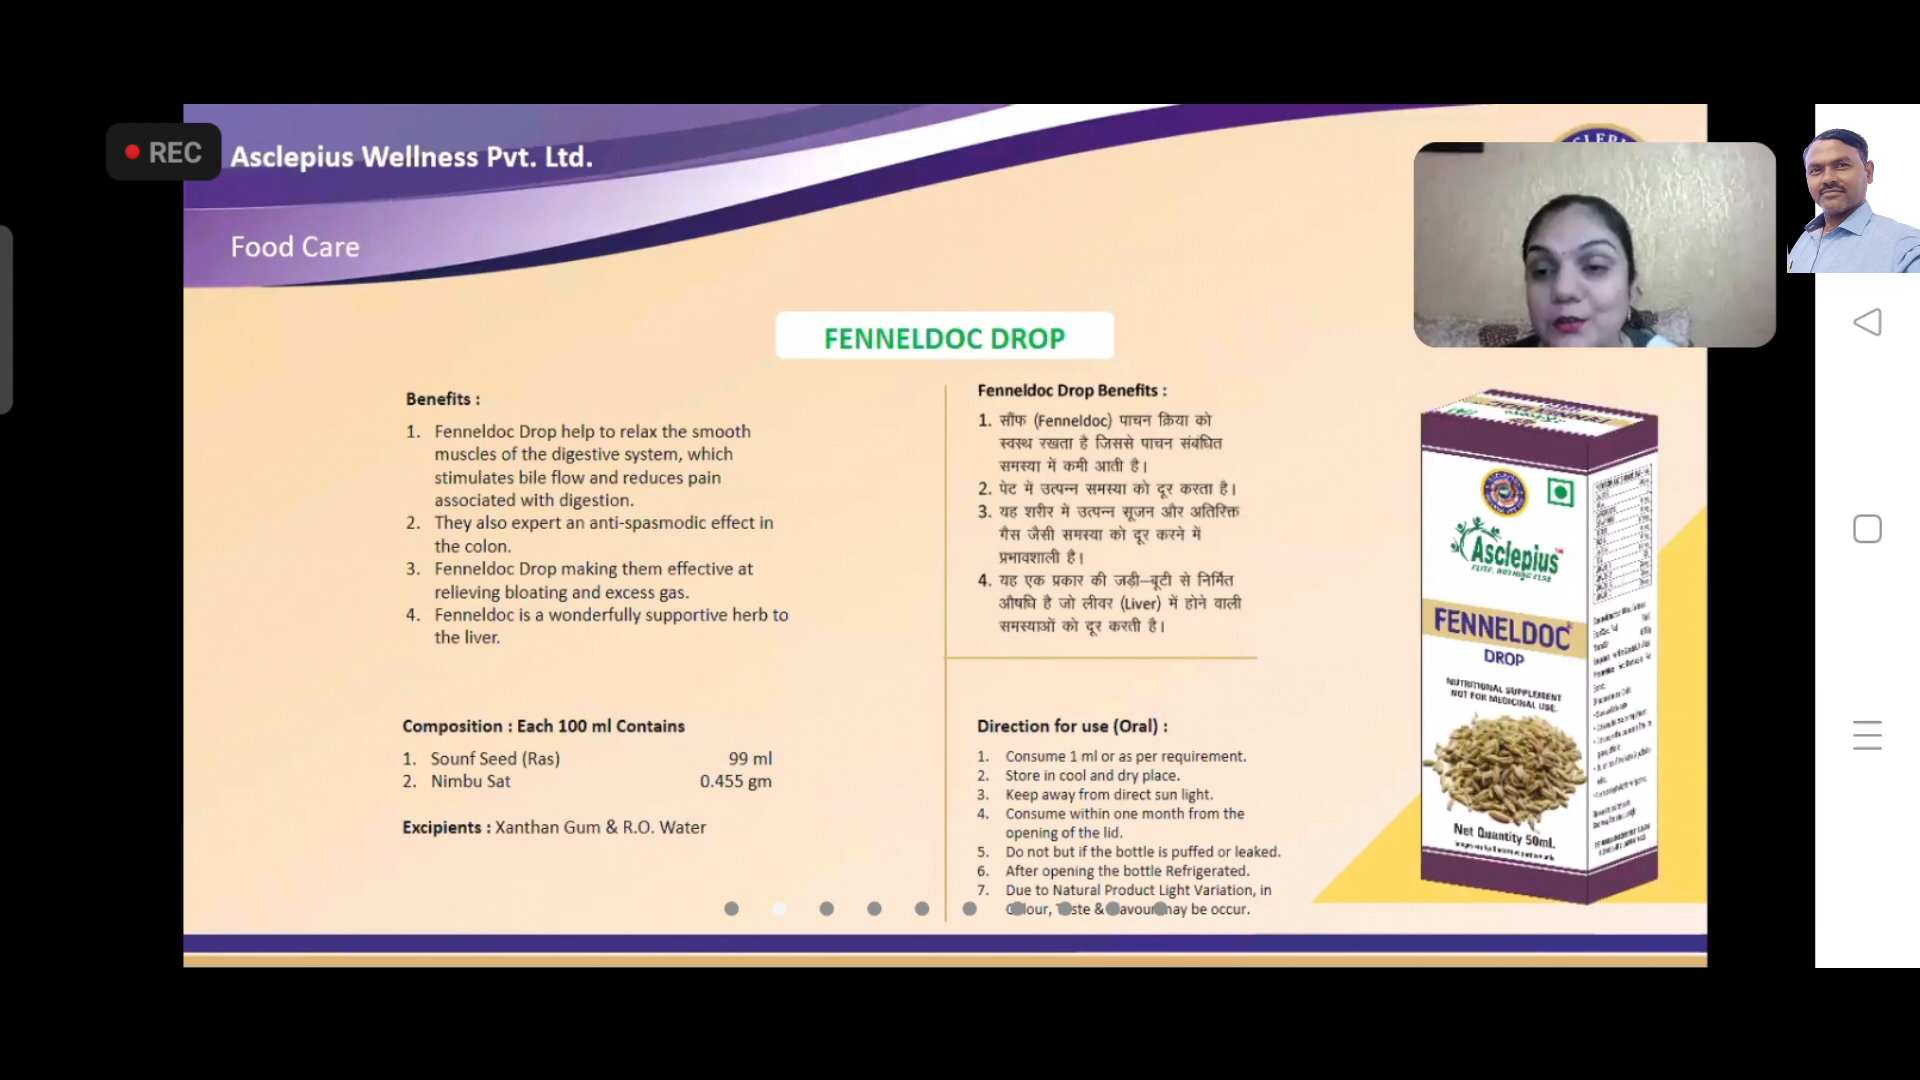 REC
Asclepius Wellness Pvt. Ltd.
Food Care
FENNELDOC DROP
Benefits :
1. Fenneldoc Drop help to relax the smooth
muscles of the digestive system, which
stimulates bile flow and reduces pain
associated with digestion.
2. They also expert an anti-spasmodic effect in
the colon.
3. Fenneldoc Drop making them effective at
relieving bloating and excess gas.
4. Fenneldoc is a wonderfully supportive herb to
the liver.
Composition : Each 100 ml Contains
1. Sounf Seed (Ras) 99 ml
2. Nimbu Sat 0.455 gm
Excipients : Xanthan Gum & R.O. Water
Fenneldoc Drop Benefits :
1. सौंफ (Fenneldoc) पाचन क्रिया को
स्वस्थ रखता है जिससे पाचन संबंधित
समस्या में कमी आती है।
2. पेट में उत्पन्न समस्या को दूर करता है।
3. यह शरीर में उत्पन्न सूजन और अतिरिक्त
गैस जैसी समस्या को दूर करने में
प्रभावशाली है।
4. यह एक प्रकार की जड़ी–बूटी से निर्मित
औषधि है जो लीवर (Liver) में होने वाली
समस्याओं को दूर करती है।
Direction for use (Oral) :
1. Consume 1 ml or as per requirement.
2. Store in cool and dry place.
3. Keep away from direct sun light.
4. Consume within one month from the
opening of the lid.
5. Do not but if the bottle is puffed or leaked.
6. After opening the bottle Refrigerated.
7. Due to Natural Product Light Variation, in
Colour, Taste & Flavour may be occur.
Asclepius
ELITE, NOTHING ELSE
FENNELDOC
DROP
NUTRITIONAL SUPPLEMENT
NOT FOR MEDICINAL USE.
Net Quantity 50ml.